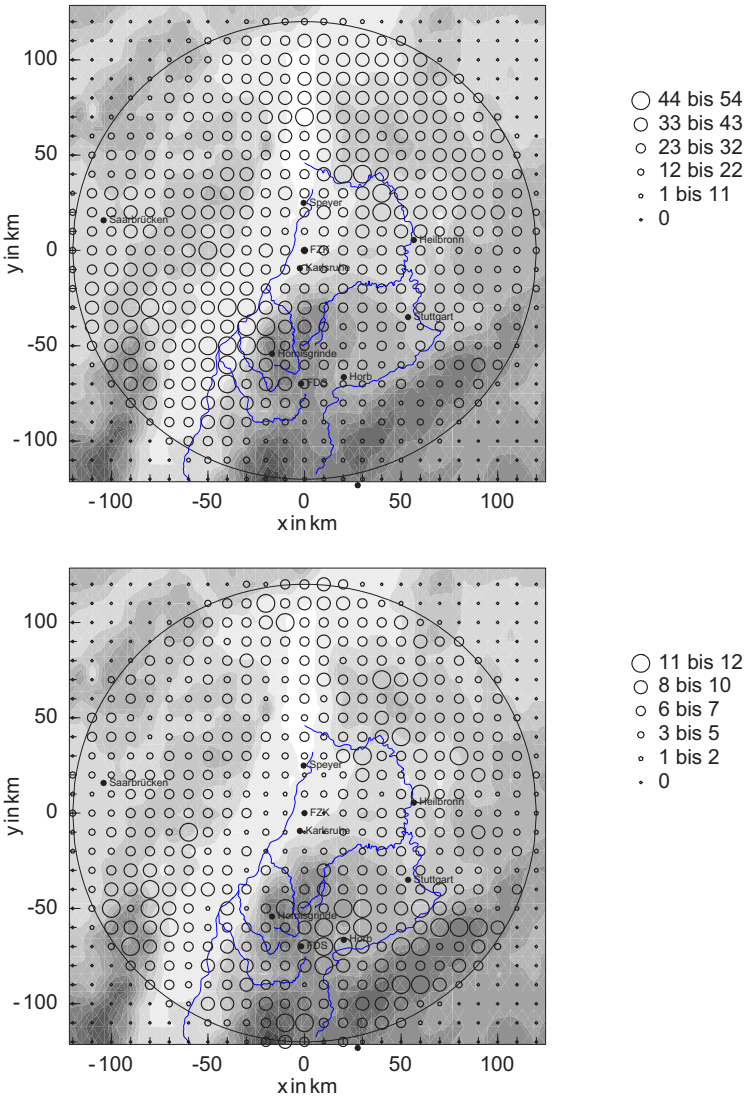 100
50
0
-50
-100
y in km
-100 -50 0 50 100
x in km
Saarbrücken
Speyer
FZK
Karlsruhe
Heilbronn
Stuttgart
Hornisgrinde
Horb
FDS
44 bis 54
33 bis 43
23 bis 32
12 bis 22
1 bis 11
0
100
50
0
-50
-100
y in km
-100 -50 0 50 100
x in km
Saarbrücken
Speyer
FZK
Karlsruhe
Heilbronn
Stuttgart
Hornisgrinde
Horb
FDS
11 bis 12
8 bis 10
6 bis 7
3 bis 5
1 bis 2
0